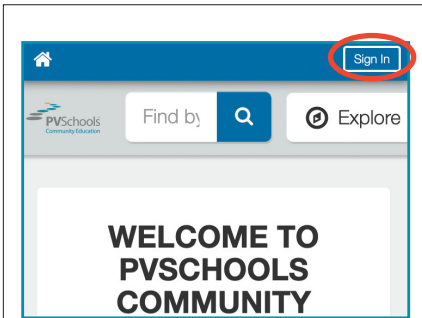 Sign In
PVSchools
Community Education
Find by
Explore
WELCOME TO
PVSCHOOLS
COMMUNITY